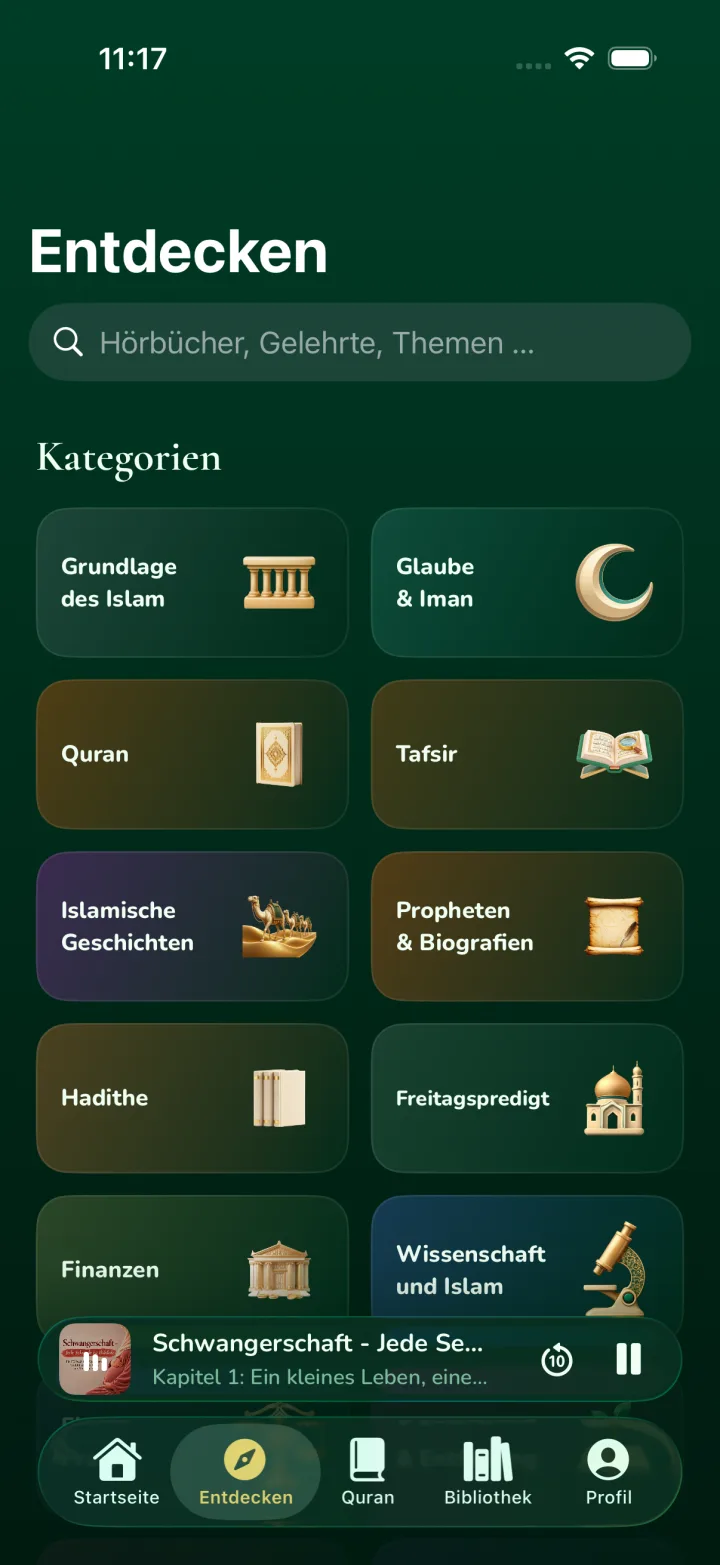 11:17
Entdecken
Hörbücher, Gelehrte, Themen ...
Kategorien
Grundlage
des Islam
Glaube
& Iman
Quran
Tafsir
Islamische
Geschichten
Propheten
& Biografien
Hadithe
Freitagspredigt
Finanzen
Wissenschaft
und Islam
Schwangerschaft -
Schwangerschaft - Jede Se...
Kapitel 1: Ein kleines Leben, eine...
10
Startseite
Entdecken
Quran
Bibliothek
Profil